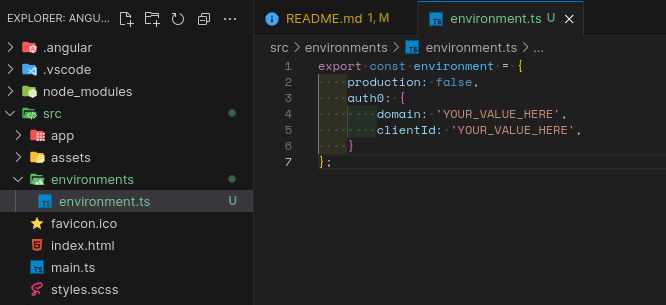 EXPLORER: ANGU...
README.md 1, M
environment.ts U
src > environments > environment.ts > ...
.angular
.vscode
node_modules
src
app
assets
environments
environment.ts U
favicon.ico
index.html
main.ts
styles.scss
1 export const environment = {
2 production: false,
3 auth0: {
4 domain: 'YOUR_VALUE_HERE',
5 clientId: 'YOUR_VALUE_HERE',
6 }
7 };